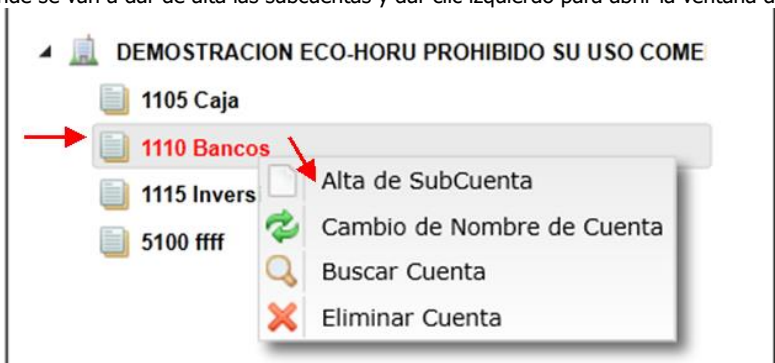 se van a dar de alta las subcuentas y dar clic izquierdo para abrir la ventana
DEMOSTRACION ECO-HORU PROHIBIDO SU USO COME
1105 Caja
1110 Bancos
Alta de SubCuenta
1115 Invers
Cambio de Nombre de Cuenta
5100 ffff
Buscar Cuenta
Eliminar Cuenta